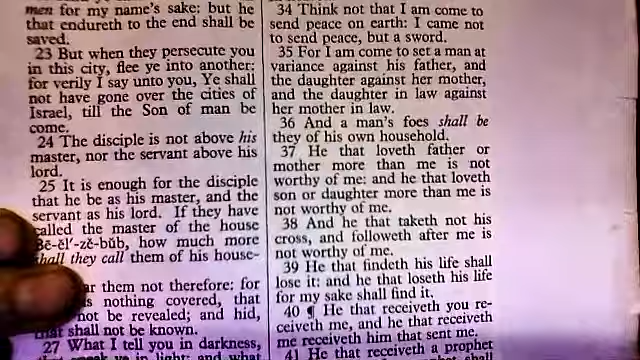 men for my name's sake: but he
that endureth to the end shall be
saved.
23 But when they persecute you
in this city, flee ye into another:
for verily I say unto you, Ye shall
not have gone over the cities of
Israel, till the Son of man be
come.
24 The disciple is not above his
master, nor the servant above his
lord.
25 It is enough for the disciple
that he be as his master, and the
servant as his lord. If they have
called the master of the house
Bē-ĕl′-zĕ-bŭb, how much more
shall they call them of his house-
them not therefore: for
nothing covered, that
not be revealed; and hid,
that shall not be known.
27 What I tell you in darkness,
speak ye in light: and what
34 Think not that I am come to
send peace on earth: I came not
to send peace, but a sword.
35 For I am come to set a man at
variance against his father, and
the daughter against her mother,
and the daughter in law against
her mother in law.
36 And a man's foes shall be
they of his own household.
37 He that loveth father or
mother more than me is not
worthy of me: and he that loveth
son or daughter more than me is
not worthy of me.
38 And he that taketh not his
cross, and followeth after me is
not worthy of me.
39 He that findeth his life shall
lose it: and he that loseth his life
for my sake shall find it.
40 ¶ He that receiveth you re-
ceiveth me, and he that receiveth
me receiveth him that sent me.
41 He that receiveth a prophet
shall